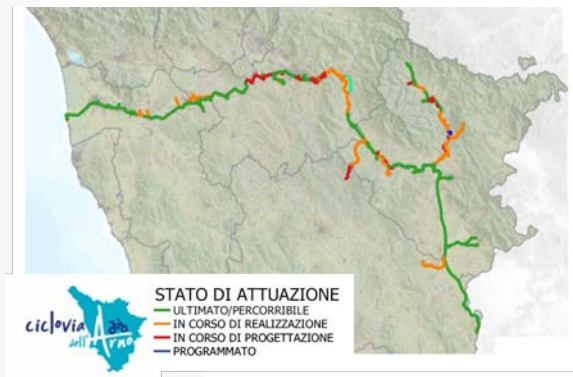 STATO DI ATTUAZIONE
ULTIMATO/PERCORRIBILE
IN CORSO DI REALIZZAZIONE
IN CORSO DI PROGETTAZIONE
PROGRAMMATO
ciclovia
dell'Arno